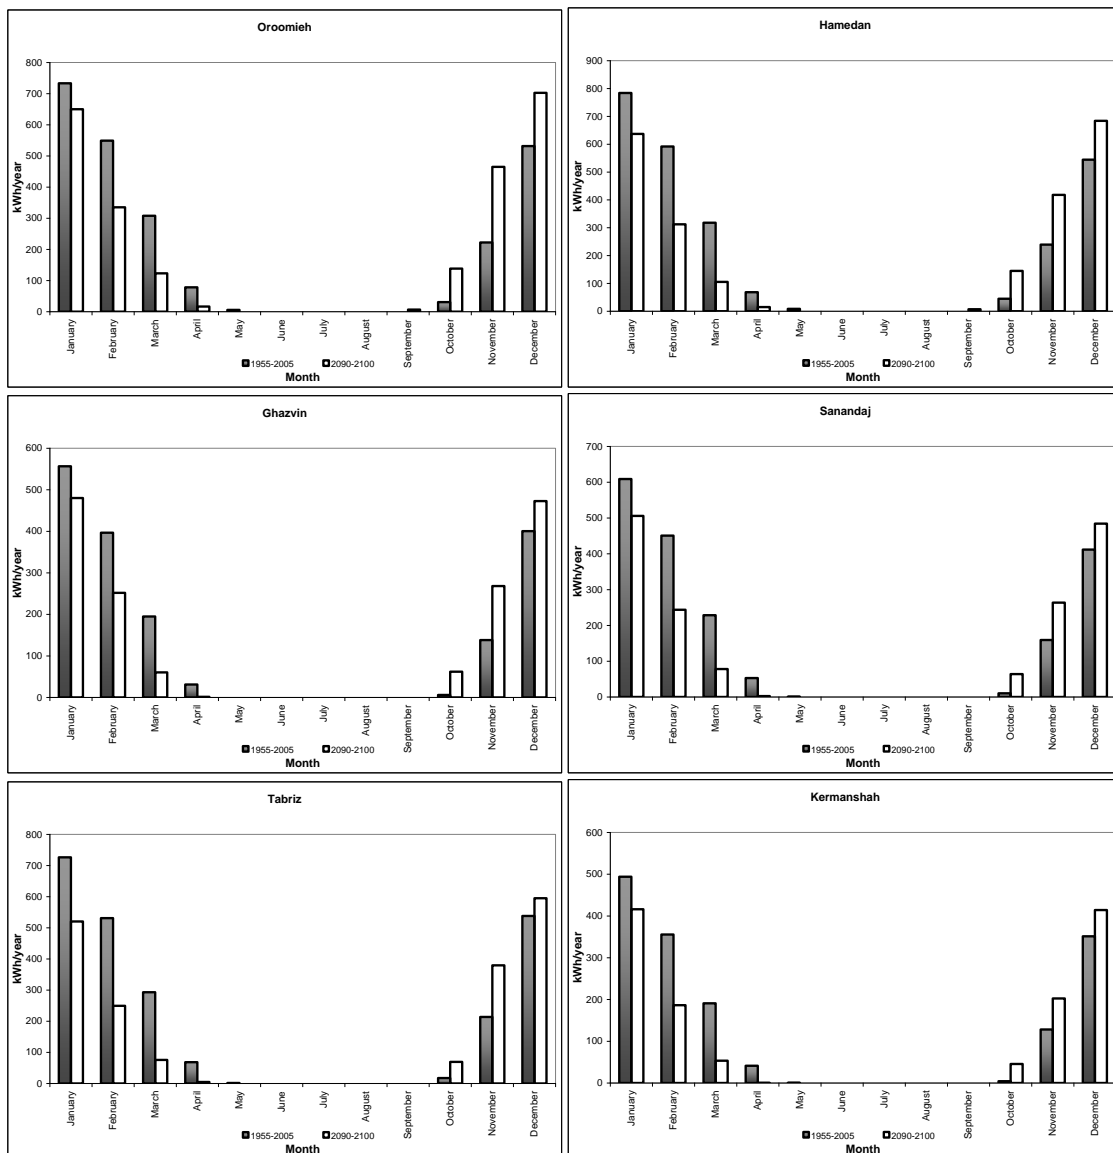 Oroomieh
800
700
600
500
400
300
200
100
0
kWh/year
January
February
March
April
May
June
July
August
September
October
November
December
1955-2005 2090-2100
Month
Hamedan
900
800
700
600
500
400
300
200
100
0
kWh/year
January
February
March
April
May
June
July
August
September
October
November
December
1955-2005 2090-2100
Month
Ghazvin
600
500
400
300
200
100
0
kWh/year
January
February
March
April
May
June
July
August
September
October
November
December
1955-2005 2090-2100
Month
Sanandaj
700
600
500
400
300
200
100
0
kWh/year
January
February
March
April
May
June
July
August
September
October
November
December
1955-2005 2090-2100
Month
Tabriz
800
700
600
500
400
300
200
100
0
kWh/year
January
February
March
April
May
June
July
August
September
October
November
December
1955-2005 2090-2100
Month
Kermanshah
600
500
400
300
200
100
0
kWh/year
January
February
March
April
May
June
July
August
September
October
November
December
1955-2005 2090-2100
Month